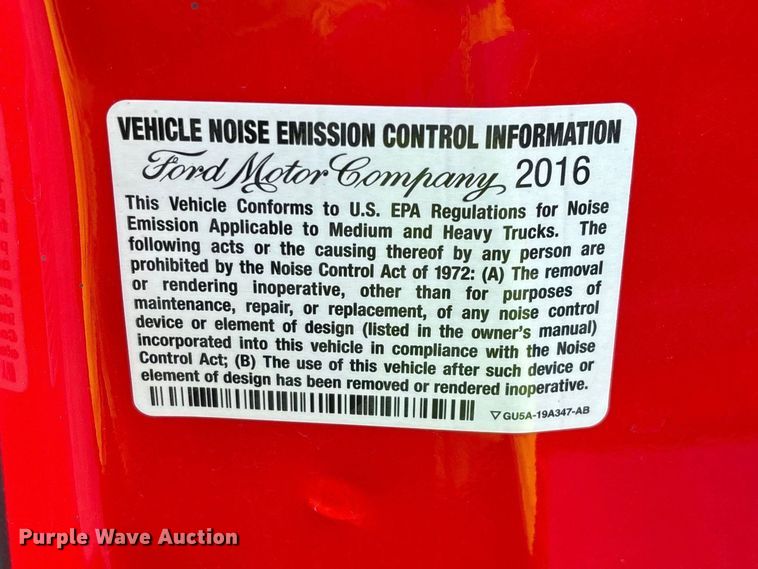 VEHICLE NOISE EMISSION CONTROL INFORMATION
Ford Motor Company 2016
This Vehicle Conforms to U.S. EPA Regulations for Noise
Emission Applicable to Medium and Heavy Trucks. The
following acts or the causing thereof by any person are
prohibited by the Noise Control Act of 1972: (A) The removal
or rendering inoperative, other than for purposes of
maintenance, repair, or replacement, of any noise control
device or element of design (listed in the owner's manual)
incorporated into this vehicle in compliance with the Noise
Control Act; (B) The use of this vehicle after such device or
element of design has been removed or rendered inoperative.
GU5A-19A347-AB
Purple Wave Auction